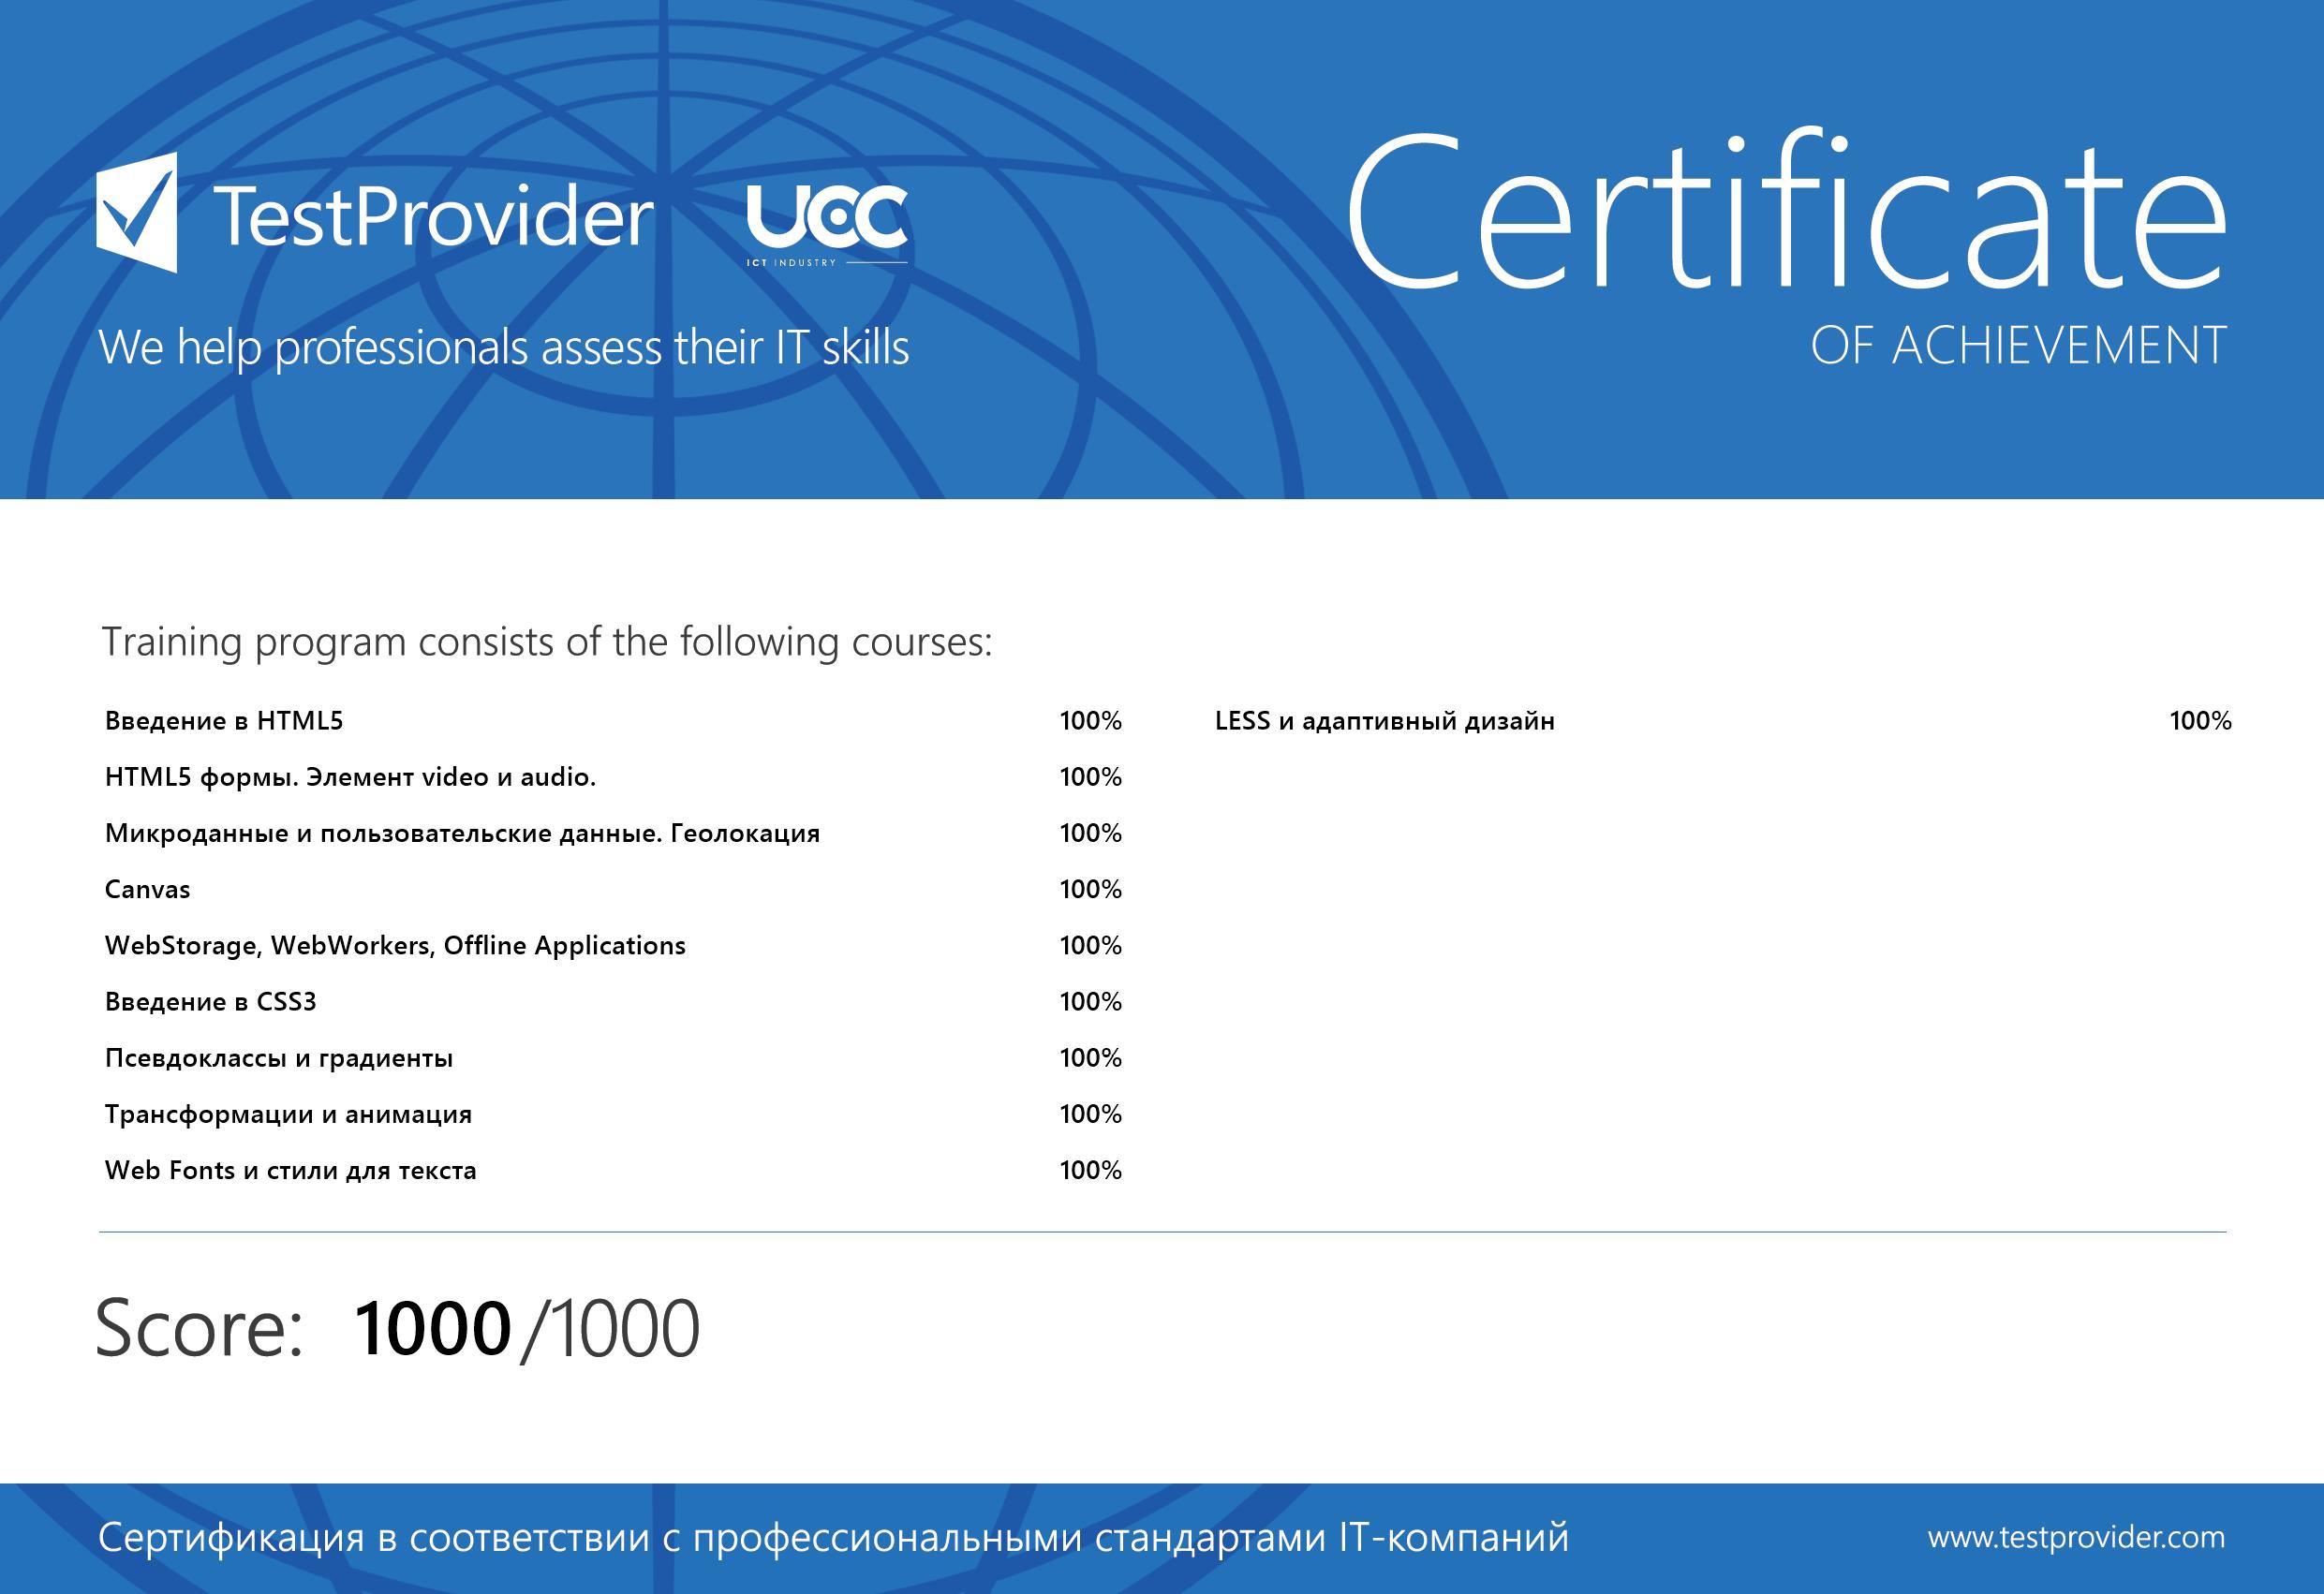 TestProvider
UCC
ICT INDUSTRY
We help professionals assess their IT skills
Certificate
OF ACHIEVEMENT
Training program consists of the following courses:
Введение в HTML5 100%
HTML5 формы. Элемент video и audio. 100%
Микроданные и пользовательские данные. Геолокация 100%
Canvas 100%
WebStorage, WebWorkers, Offline Applications 100%
Введение в CSS3 100%
Псевдоклассы и градиенты 100%
Трансформации и анимация 100%
Web Fonts и стили для текста 100%
LESS и адаптивный дизайн 100%
Score: 1000/1000
Сертификация в соответствии с профессиональными стандартами IT-компаний
www.testprovider.com